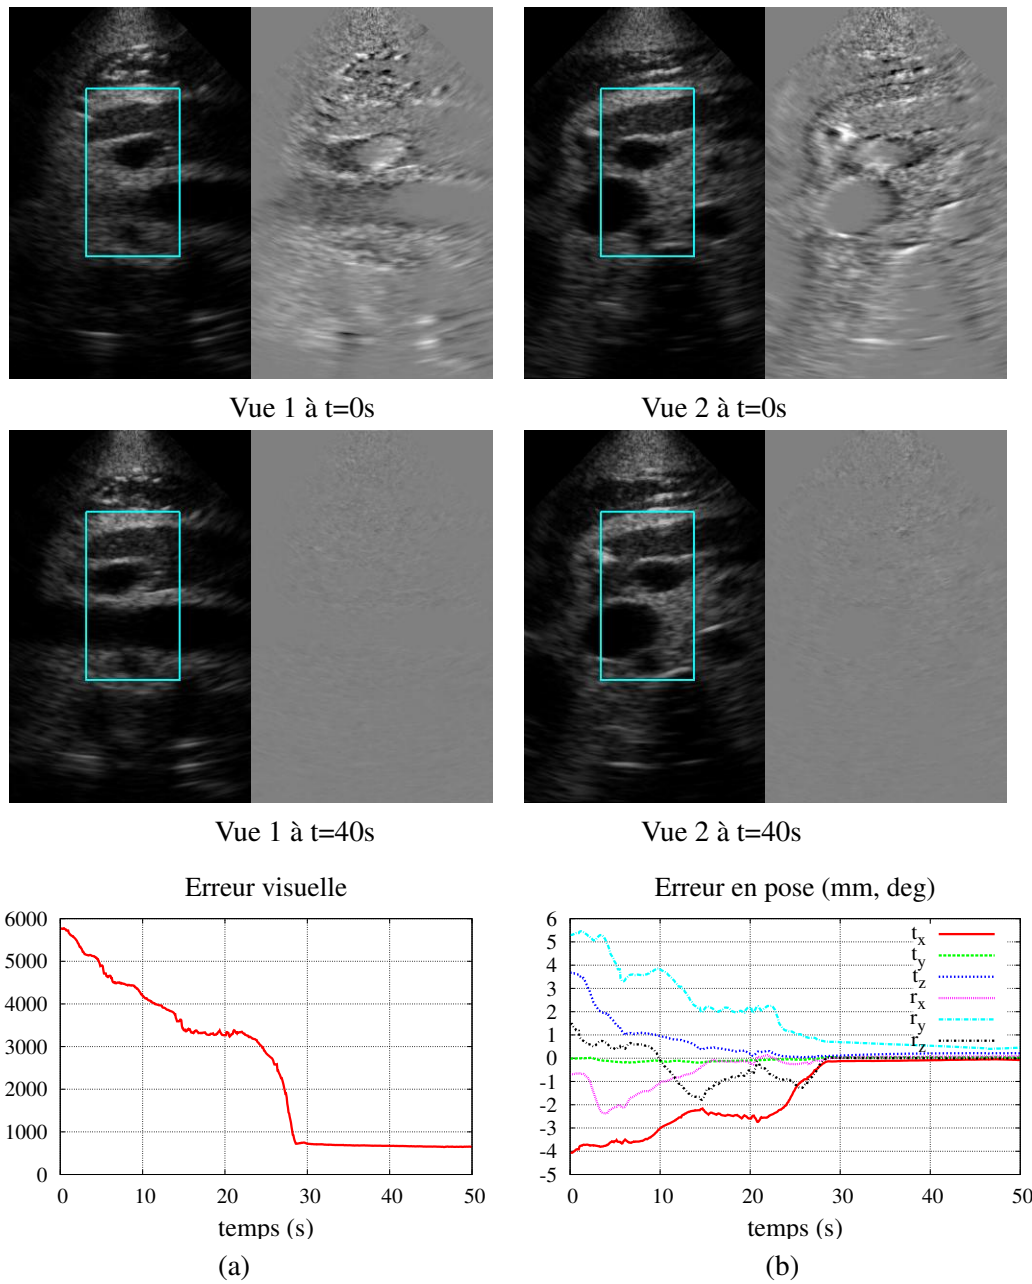 Vue 1 à t=0s
Vue 2 à t=0s
Vue 1 à t=40s
Vue 2 à t=40s
Erreur visuelle
6000
5000
4000
3000
2000
1000
0
0 10 20 30 40 50
temps (s)
(a)
Erreur en pose (mm, deg)
6
5
4
3
2
1
0
-1
-2
-3
-4
-5
tx
ty
tz
rx
ry
rz
0 10 20 30 40 50
temps (s)
(b)